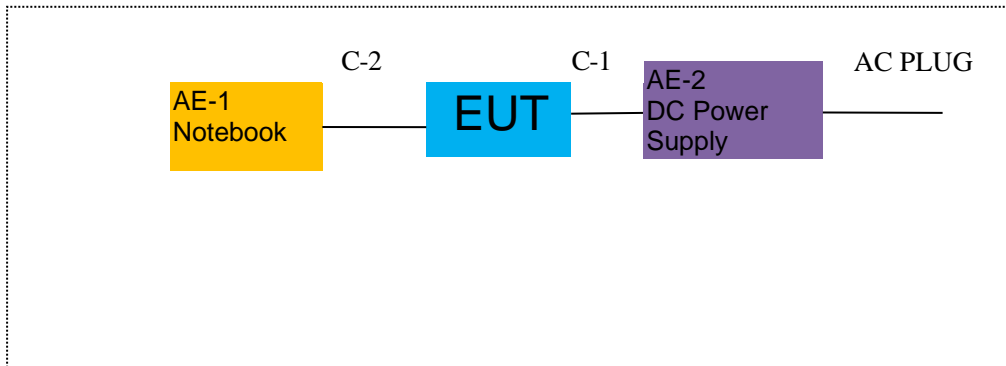 C-2
C-1
AC PLUG
AE-1
Notebook
EUT
AE-2
DC Power
Supply